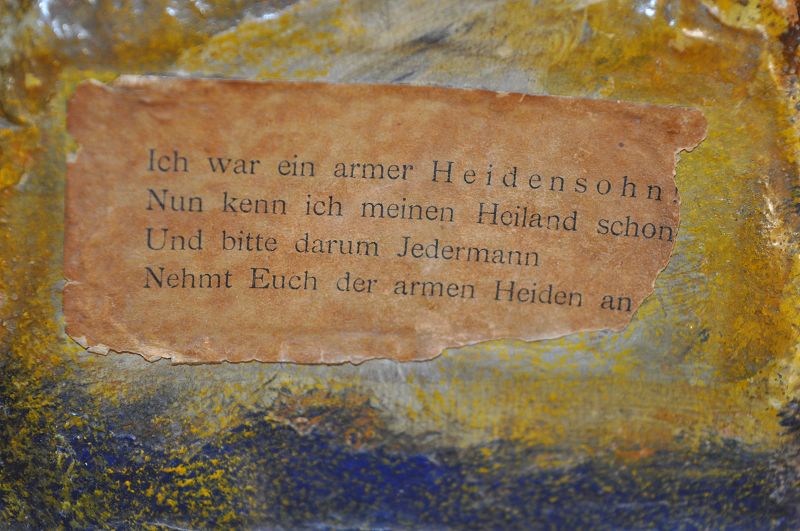 Ich war ein armer Heidensohn
Nun kenn ich meinen Heiland schon
Und bitte darum Jedermann
Nehmt Euch der armen Heiden an